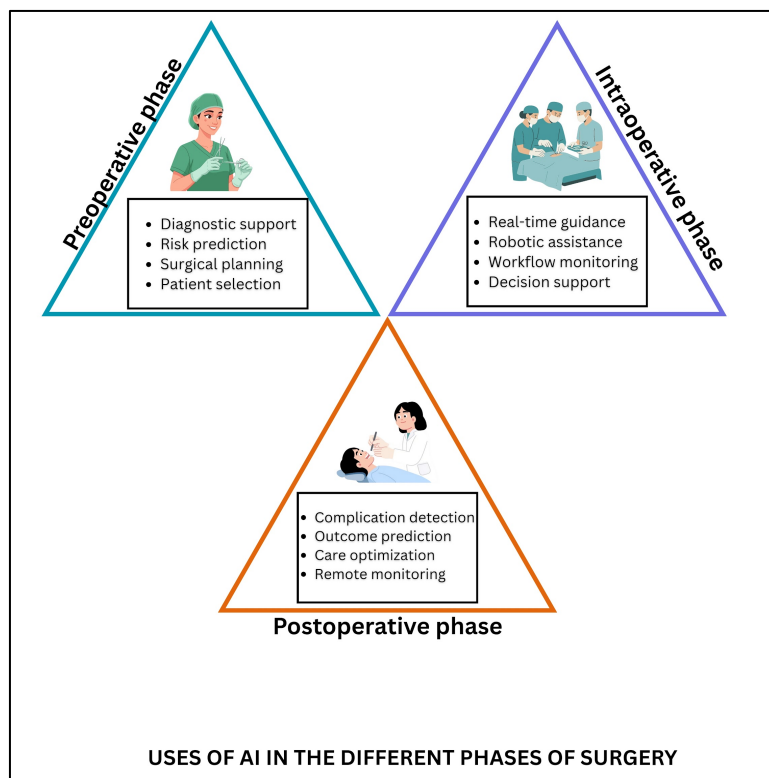 Preoperative phase
• Diagnostic support
• Risk prediction
• Surgical planning
• Patient selection
Intraoperative phase
• Real-time guidance
• Robotic assistance
• Workflow monitoring
• Decision support
• Complication detection
• Outcome prediction
• Care optimization
• Remote monitoring
Postoperative phase
USES OF AI IN THE DIFFERENT PHASES OF SURGERY